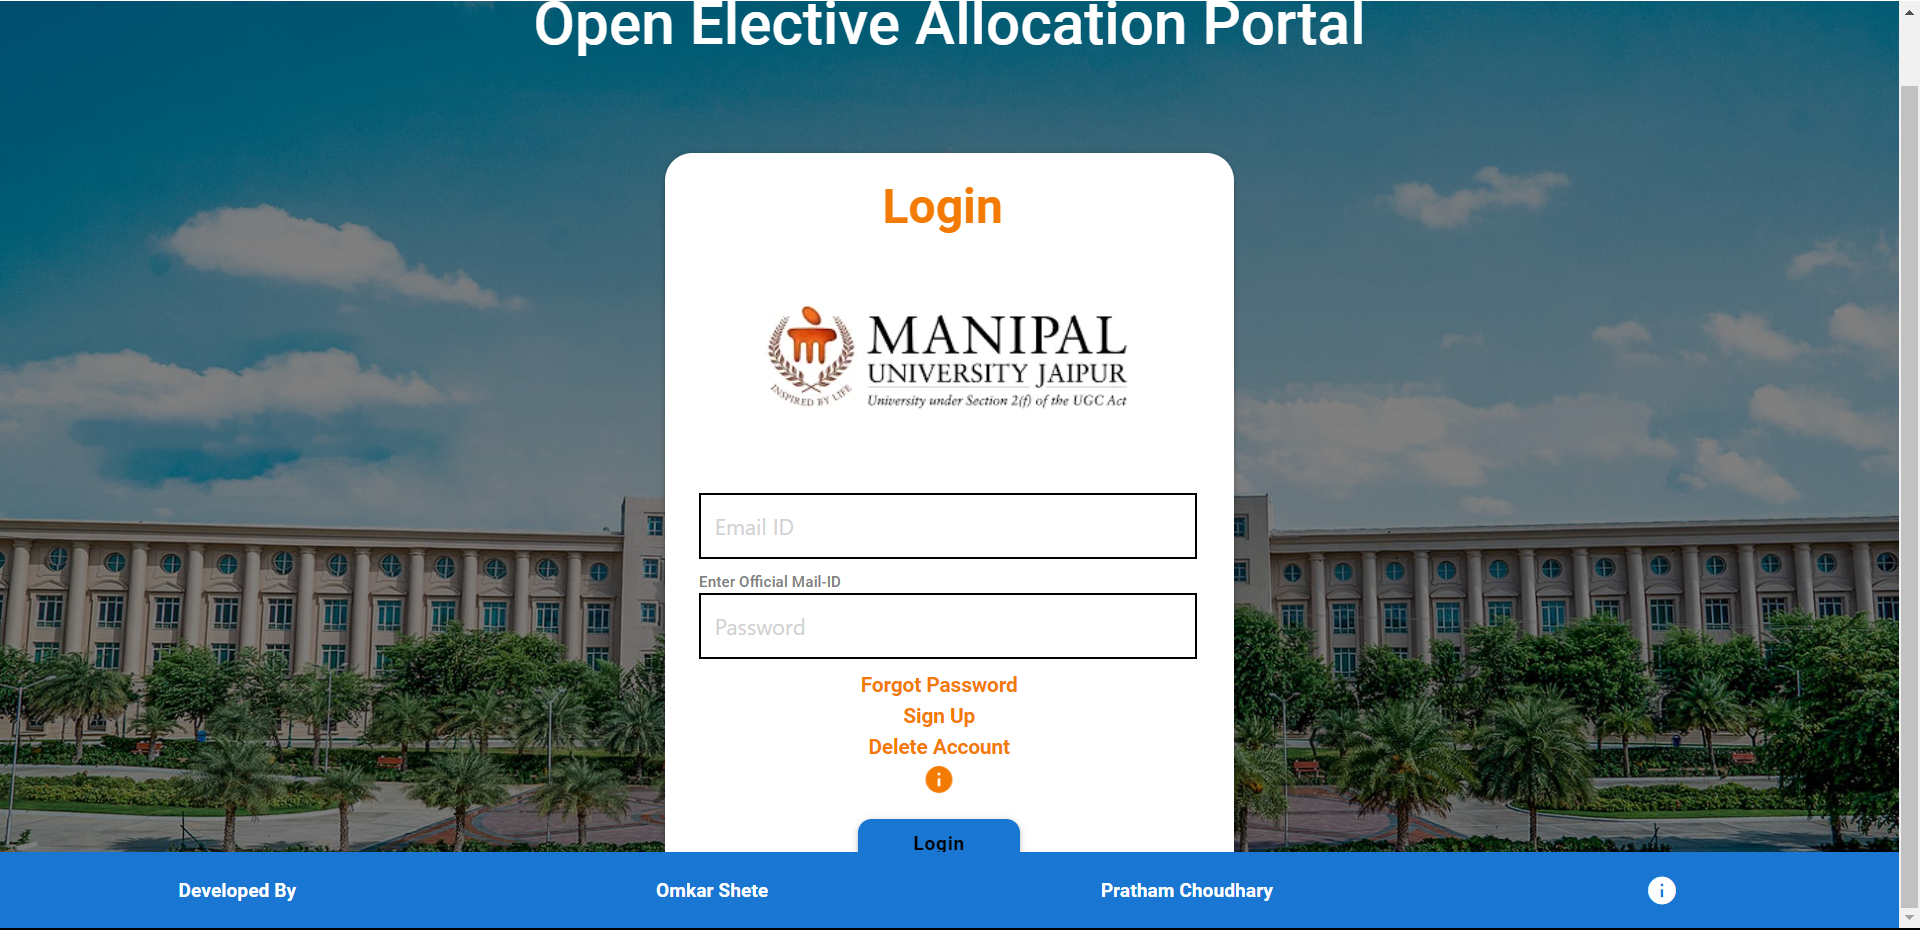 Open Elective Allocation Portal
Login
MANIPAL
UNIVERSITY JAIPUR
INSPIRED BY LIFE
University under Section 2(f) of the UGC Act
Email ID
Enter Official Mail-ID
Password
Forgot Password
Sign Up
Delete Account
Login
Developed By
Omkar Shete
Pratham Choudhary